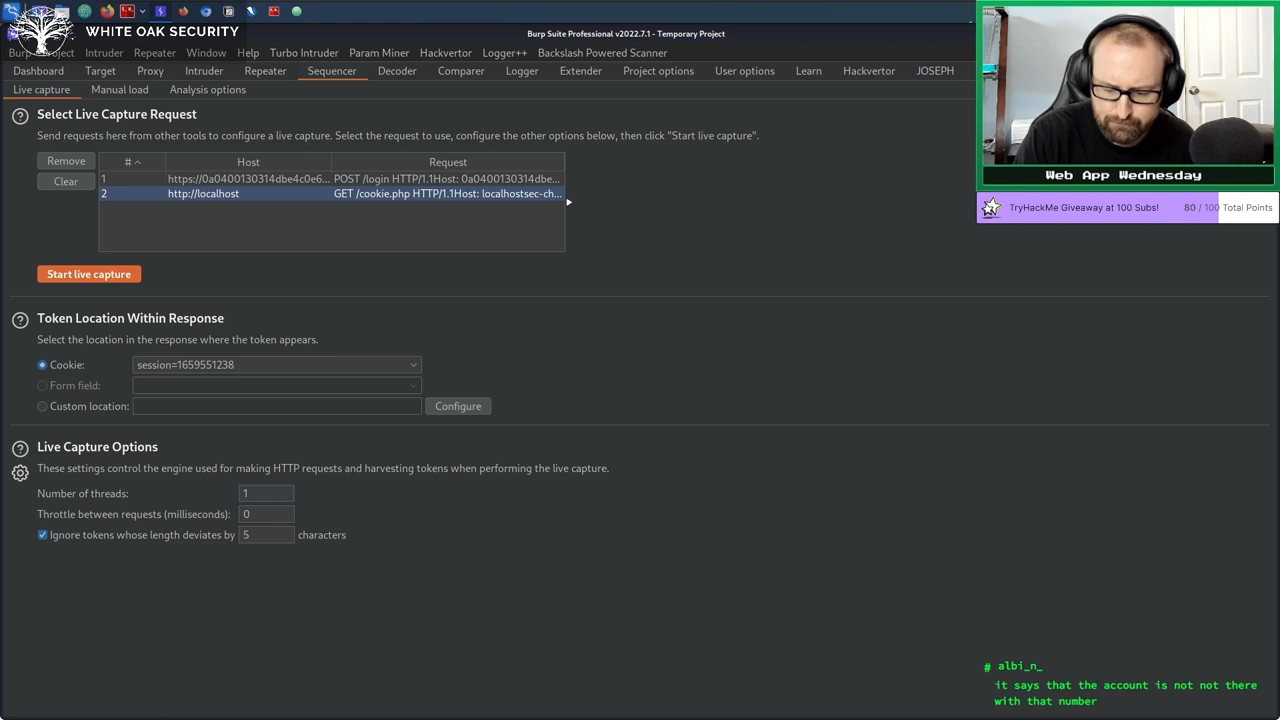 WHITE OAK SECURITY
Burp Suite Professional v2022.7.1 - Temporary Project
Burp Project Intruder Repeater Window Help Turbo Intruder Param Miner Hackvertor Logger++ Backslash Powered Scanner
Dashboard Target Proxy Intruder Repeater Sequencer Decoder Comparer Logger Extender Project options User options Learn Hackvertor JOSEPH
Live capture Manual load Analysis options
Select Live Capture Request
Send requests here from other tools to configure a live capture. Select the request to use, configure the other options below, then click "Start live capture".
Remove
Clear
# Host Request
1 https://0a0400130314dbe4c0e6... POST /login HTTP/1.1Host: 0a0400130314dbe...
2 http://localhost GET /cookie.php HTTP/1.1Host: localhostsec-ch...
Start live capture
Token Location Within Response
Select the location in the response where the token appears.
Cookie: session=1659551238
Form field:
Custom location: Configure
Live Capture Options
These settings control the engine used for making HTTP requests and harvesting tokens when performing the live capture.
Number of threads: 1
Throttle between requests (milliseconds): 0
Ignore tokens whose length deviates by 5 characters
Web App Wednesday
TryHackMe Giveaway at 100 Subs! 80 / 100 Total Points
# albi_n_
it says that the account is not not there
with that number